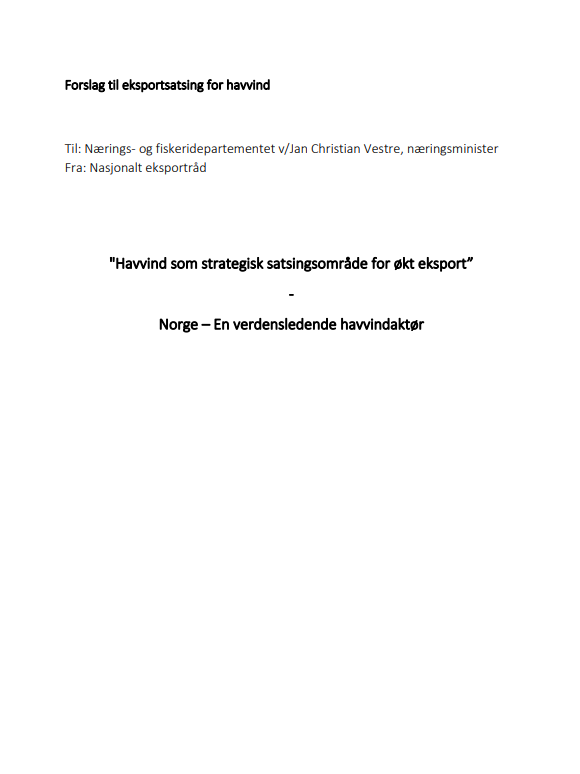 Forslag til eksportsatsing for havvind
Til: Nærings- og fiskeridepartementet v/Jan Christian Vestre, næringsminister
Fra: Nasjonalt eksportråd
"Havvind som strategisk satsingsområde for økt eksport”
-
Norge – En verdensledende havvindaktør